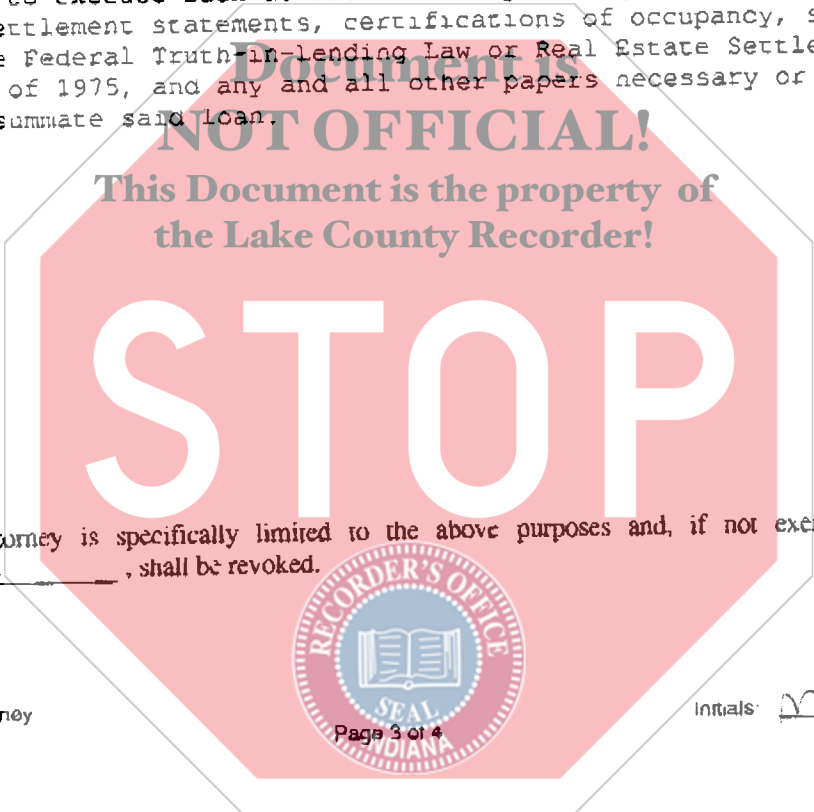 ettlement statements, certifications of occupancy, s
e Federal Truth-in-lending Law or Real Estate Settle
of 1975, and any and all other papers necessary or
summate said loan.
Document is
NOT OFFICIAL!
This Document is the property of
the Lake County Recorder!
STOP
orney is specifically limited to the above purposes and, if not exer
, shall be revoked.
RECORDER'S OFFICE
SEAL
INDIANA
ney
Initials
Page 3 of 4